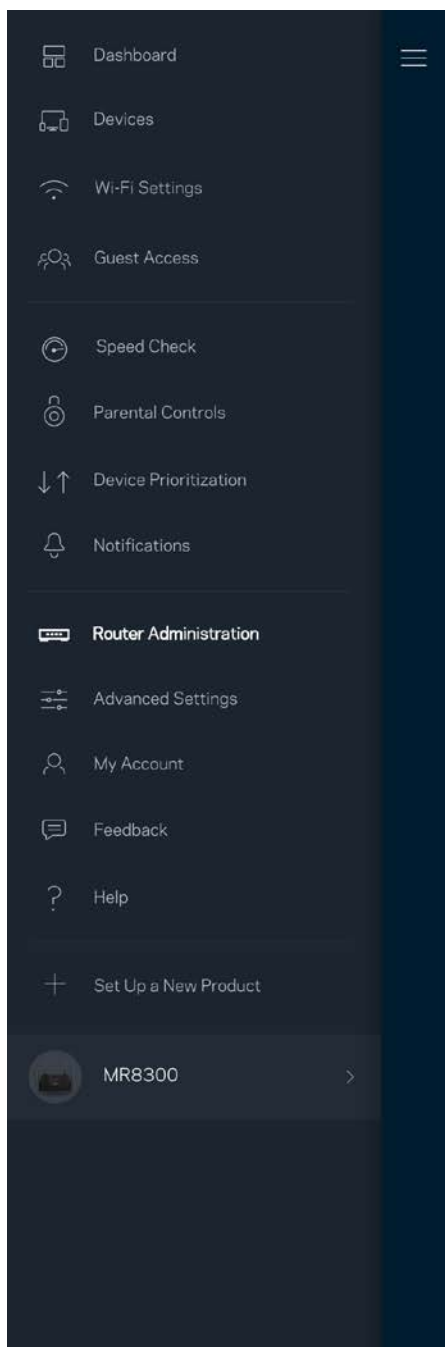 Dashboard
Devices
Wi-Fi Settings
Guest Access
Speed Check
Parental Controls
Device Prioritization
Notifications
Router Administration
Advanced Settings
My Account
Feedback
Help
Set Up a New Product
MR8300